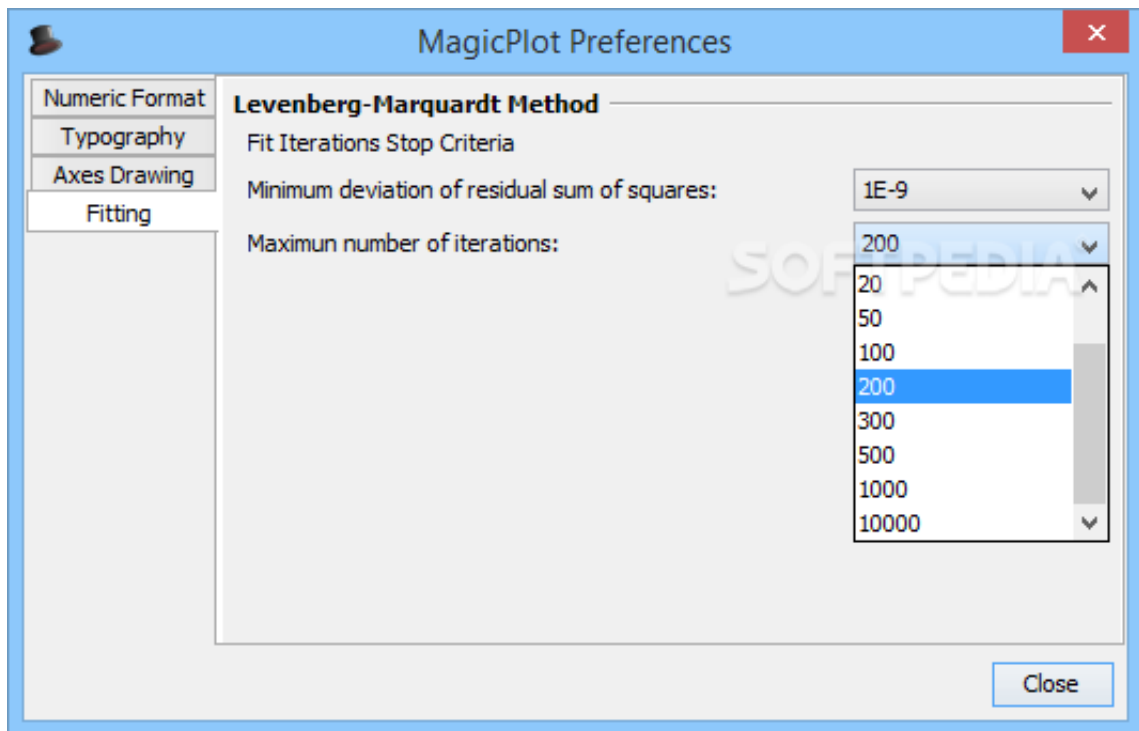 MagicPlot Preferences
Numeric Format
Typography
Axes Drawing
Fitting
Levenberg-Marquardt Method
Fit Iterations Stop Criteria
Minimum deviation of residual sum of squares: 1E-9
Maximun number of iterations: 200
SOFTPEDIA
20
50
100
200
300
500
1000
10000
Close